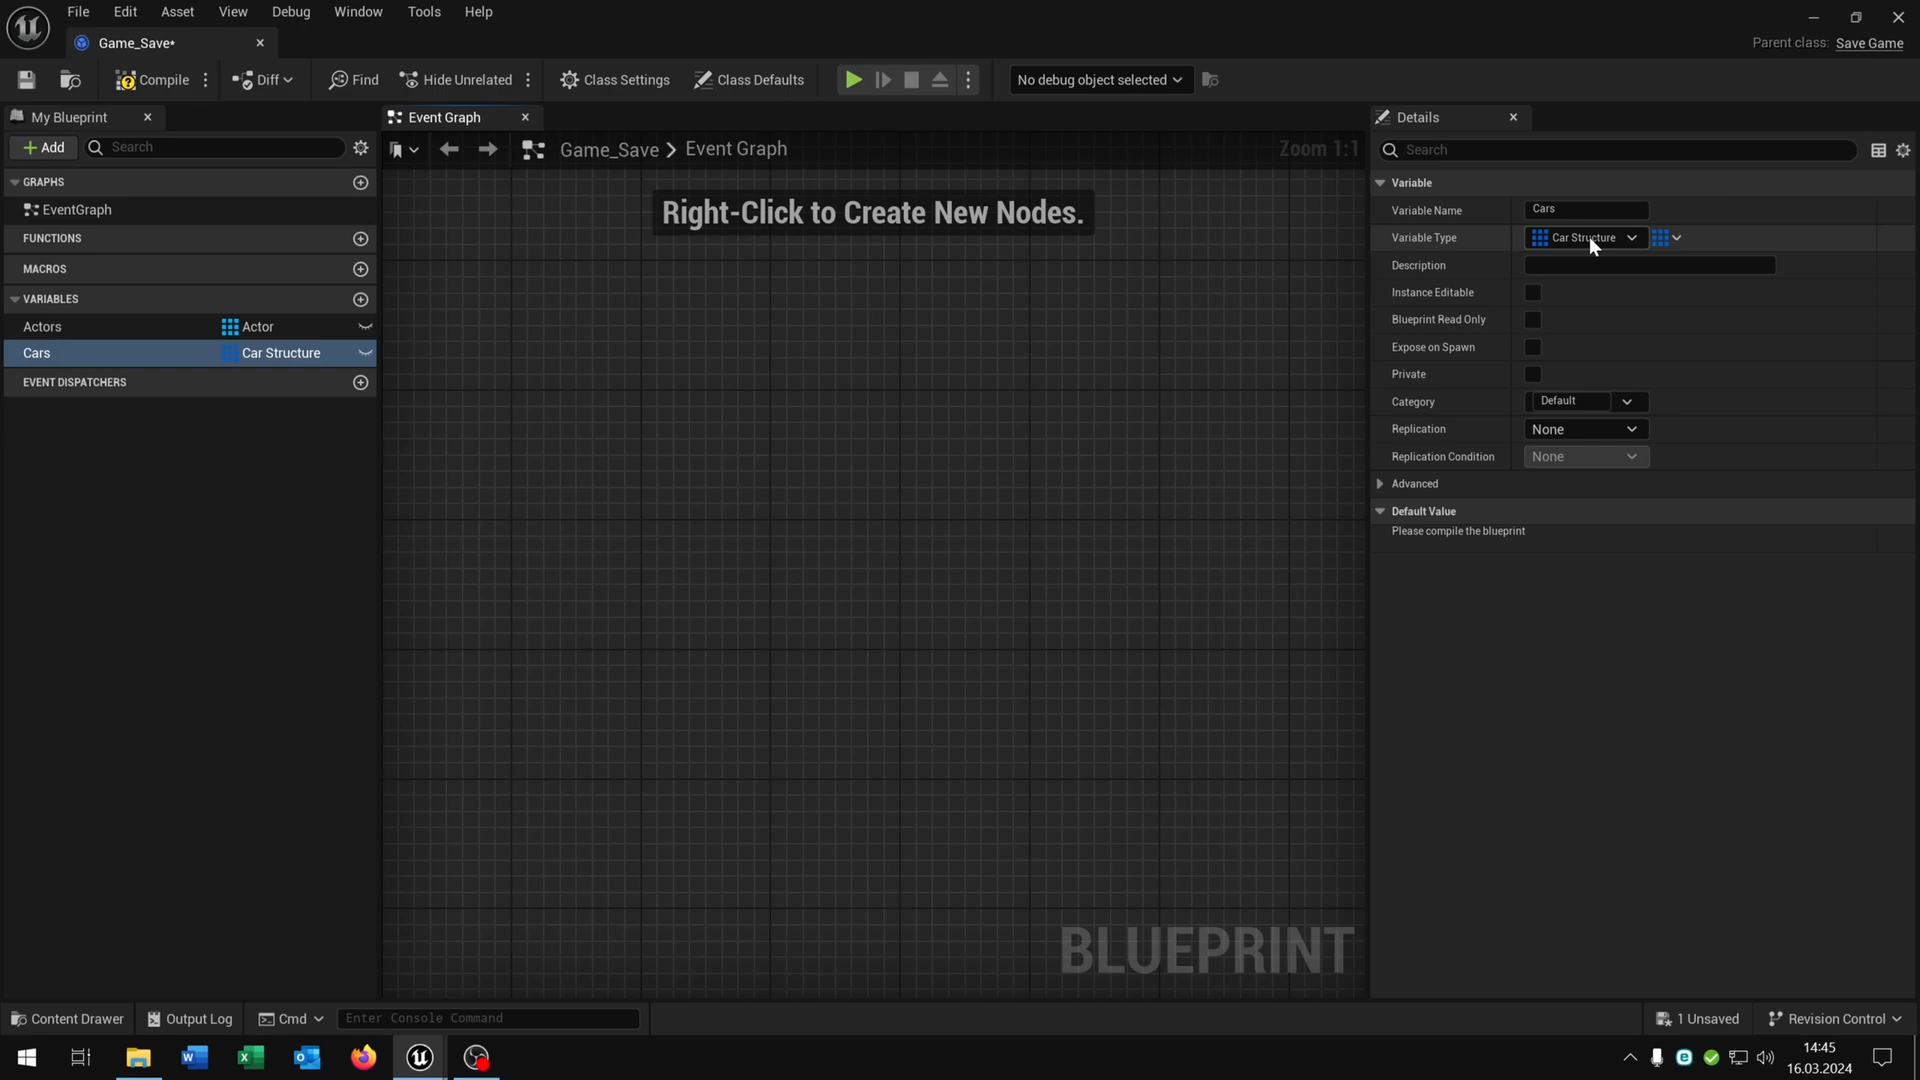 File Edit Asset View Debug Window Tools Help
Game_Save*
Parent class: Save Game
Compile Diff Find Hide Unrelated Class Settings Class Defaults No debug object selected
My Blueprint
Event Graph
Details
Add Search
Game_Save > Event Graph
Zoom 1:1
Search
GRAPHS
EventGraph
FUNCTIONS
MACROS
VARIABLES
Actors Actor
Cars Car Structure
EVENT DISPATCHERS
Right-Click to Create New Nodes.
BLUEPRINT
Variable
Variable Name Cars
Variable Type Car Structure
Description
Instance Editable
Blueprint Read Only
Expose on Spawn
Private
Category Default
Replication None
Replication Condition None
Advanced
Default Value
Please compile the blueprint
Content Drawer Output Log Cmd Enter Console Command 1 Unsaved Revision Control
14:45
16.03.2024